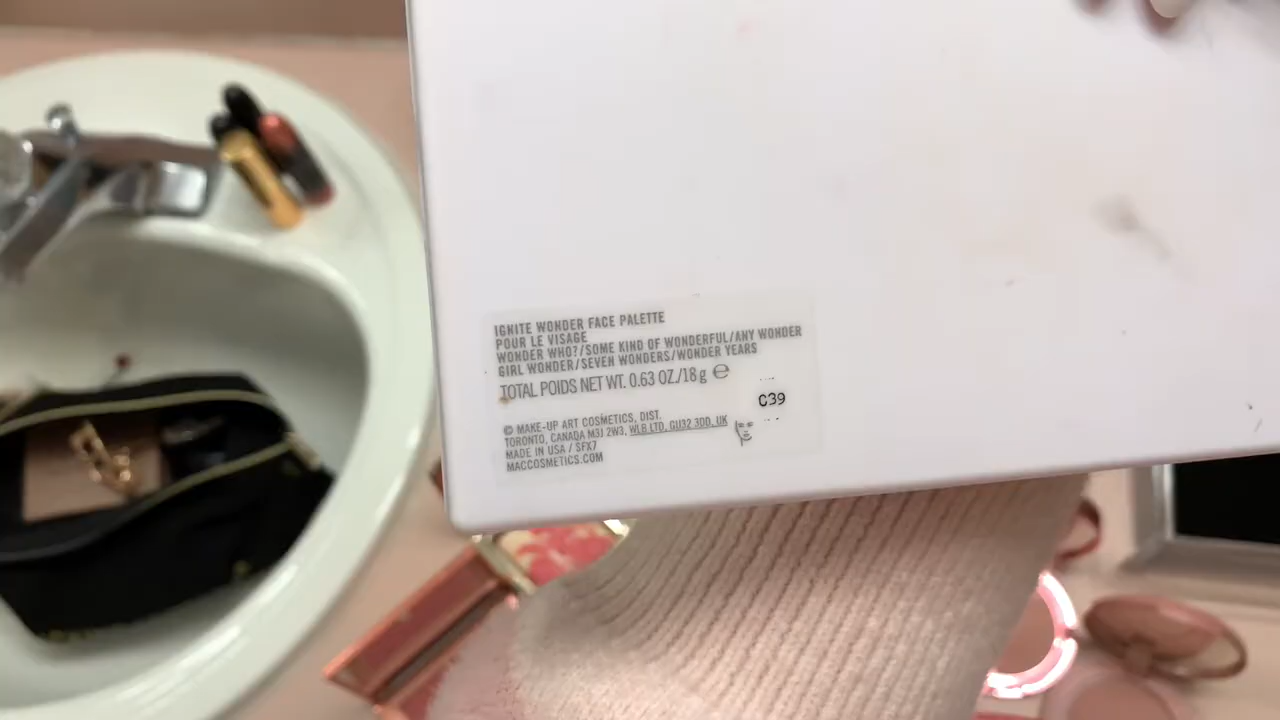 IGNITE WONDER FACE PALETTE
POUR LE VISAGE
WONDER WHO?/SOME KIND OF WONDERFUL/ANY WONDER
GIRL WONDER/SEVEN WONDERS/WONDER YEARS
TOTAL POIDS NET WT. 0.63 OZ./18 g ℮
C39
© MAKE-UP ART COSMETICS, DIST.
TORONTO, CANADA M3J 2W3, WLB LTD, GU32 3DD, UK
MADE IN USA / SFX7
MACCOSMETICS.COM